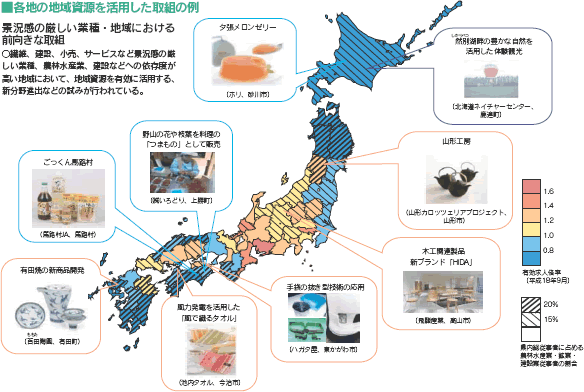 ■各地の地域資源を活用した取組の例
景況感の厳しい業種・地域における
前向きな取組
○繊維、建設、小売、サービスなど景況感の厳
しい業種、農林水産業、建設などへの依存度が
高い地域において、地域資源を有効に活用する、
新分野進出などの試みが行われている。
夕張メロンゼリー
(ホリ、砂川市)
然別湖畔の豊かな自然を
活用した体験観光
(北海道ネイチャーセンター、
鹿追町)
野山の花や枝葉を料理の
「つまもの」として販売
(㈱いろどり、上勝町)
山形工房
(山形カロッツェリアプロジェクト、
山形市)
ごっくん馬路村
(馬路村JA、馬路村)
木工関連製品
新ブランド「HIDA」
(飛騨産業、高山市)
有田焼の新商品開発
(百田陶園、有田町)
風力発電を活用した
「風で織るタオル」
(池内タオル、今治市)
手袋の抜き型技術の応用
(ハガタ屋、東かがわ市)
1.6
1.4
1.2
1.0
0.8
有効求人倍率
(平成18年9月)
20%
15%
県内総従事者に占める
農林水産業・鉱業・
建設業従事者の割合